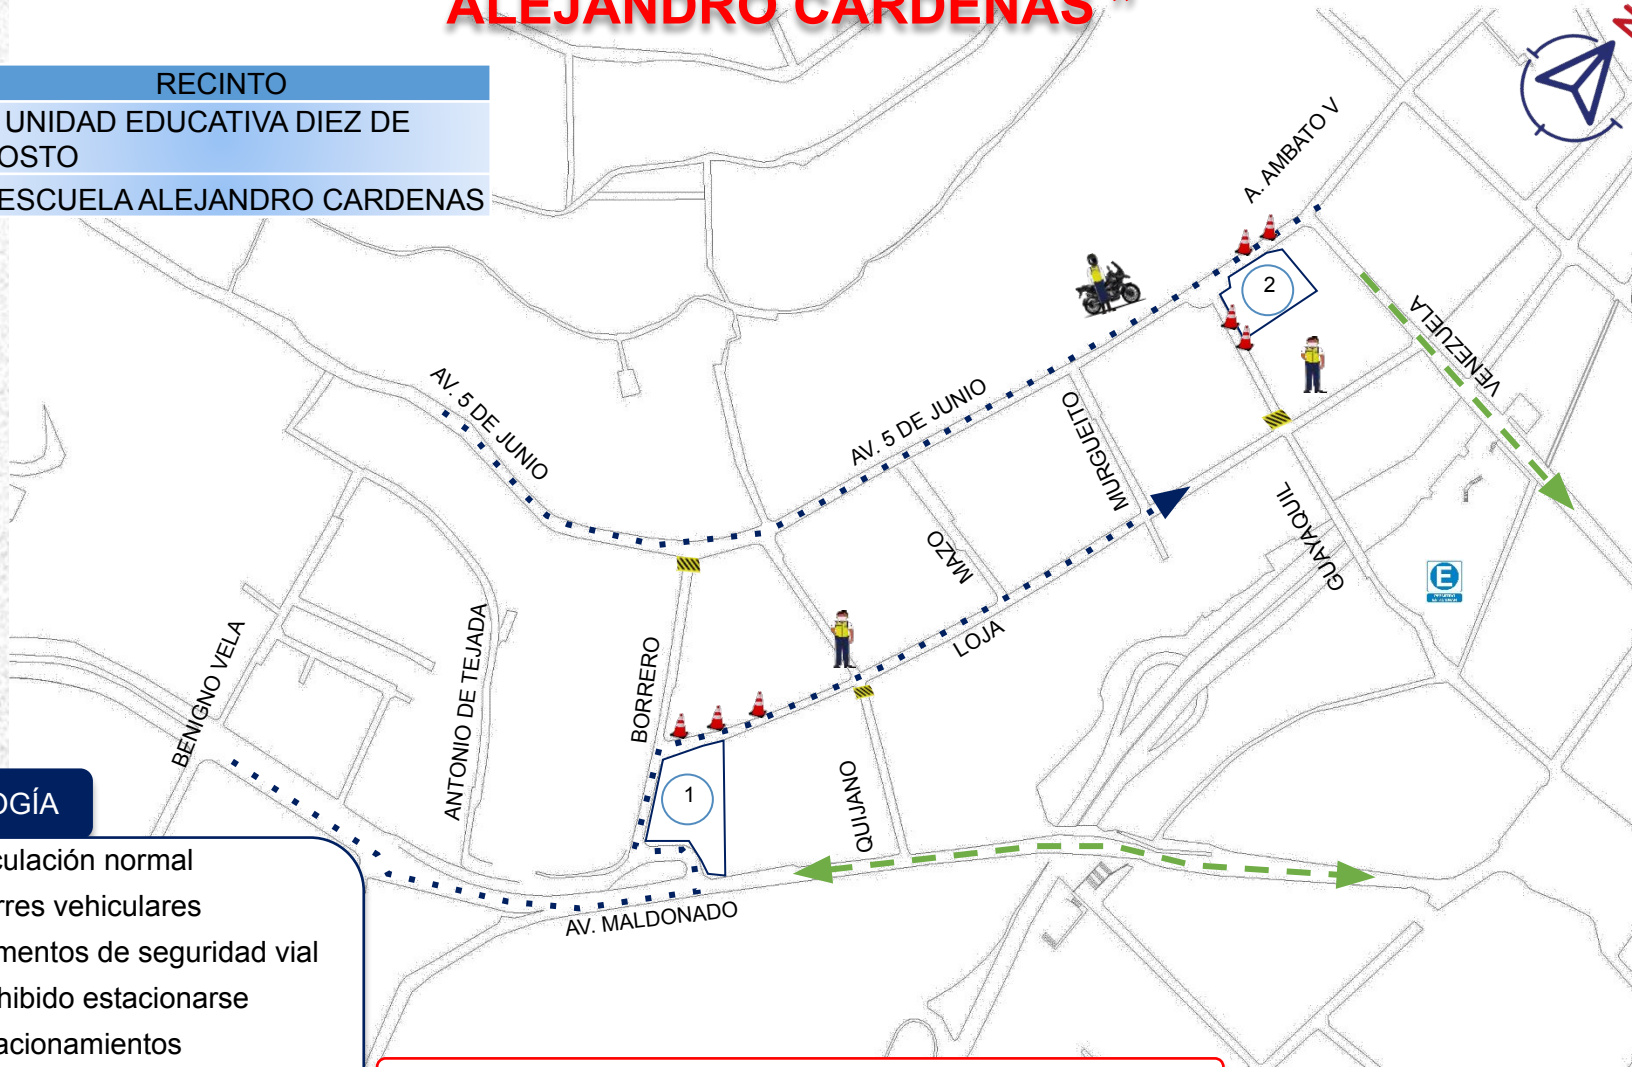 ALEJANDRO CARDENAS "
RECINTO
UNIDAD EDUCATIVA DIEZ DE
OSTO
ESCUELA ALEJANDRO CARDENAS
A. AMBATO V
2
VENEZUELA
AV. 5 DE JUNIO
AV. 5 DE JUNIO
MURGUEITO
MAZO
GUAYAQUIL
E
LOJA
BENIGNO VELA
ANTONIO DE TEJADA
BORRERO
1
QUIJANO
AV. MALDONADO
OGÍA
culación normal
rres vehiculares
mentos de seguridad vial
hibido estacionarse
acionamientos